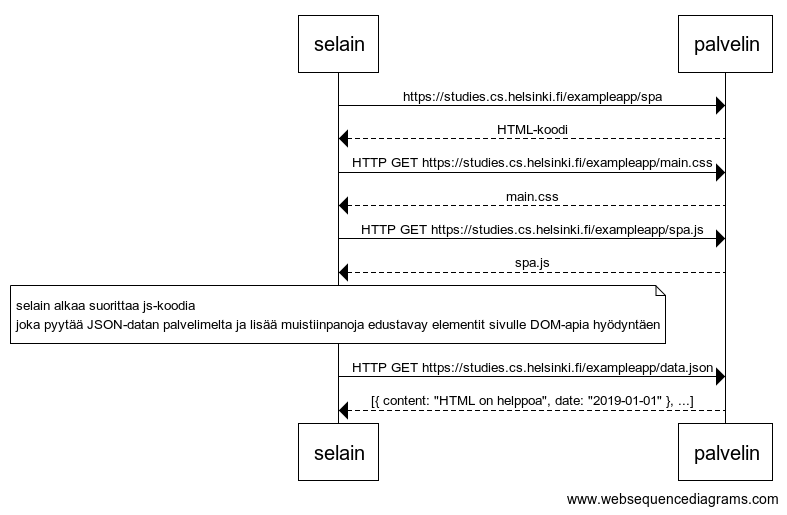 selain
palvelin
https://studies.cs.helsinki.fi/exampleapp/spa
HTML-koodi
HTTP GET https://studies.cs.helsinki.fi/exampleapp/main.css
main.css
HTTP GET https://studies.cs.helsinki.fi/exampleapp/spa.js
spa.js
selain alkaa suorittaa js-koodia
joka pyytää JSON-datan palvelimelta ja lisää muistiinpanoja edustavay elementit sivulle DOM-apia hyödyntäen
HTTP GET https://studies.cs.helsinki.fi/exampleapp/data.json
[{ content: "HTML on helppoa", date: "2019-01-01" }, ...]
selain
palvelin
www.websequencediagrams.com